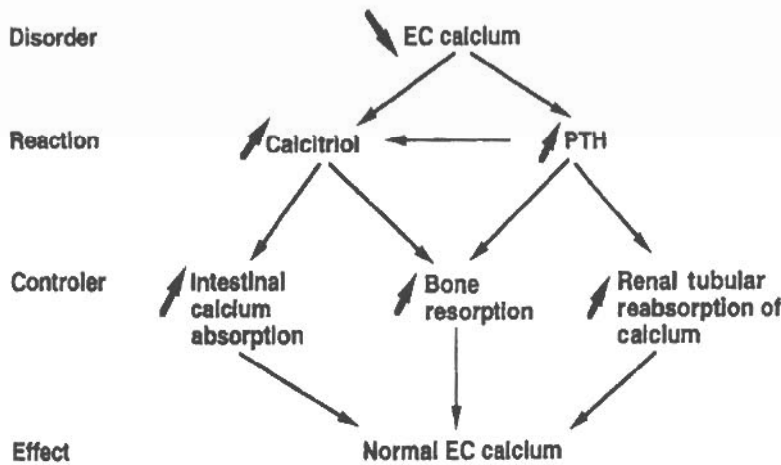 Disorder
EC calcium
Reaction
Calcitriol
PTH
Controler
Intestinal
calcium
absorption
Bone
resorption
Renal tubular
reabsorption of
calcium
Effect
Normal EC calcium